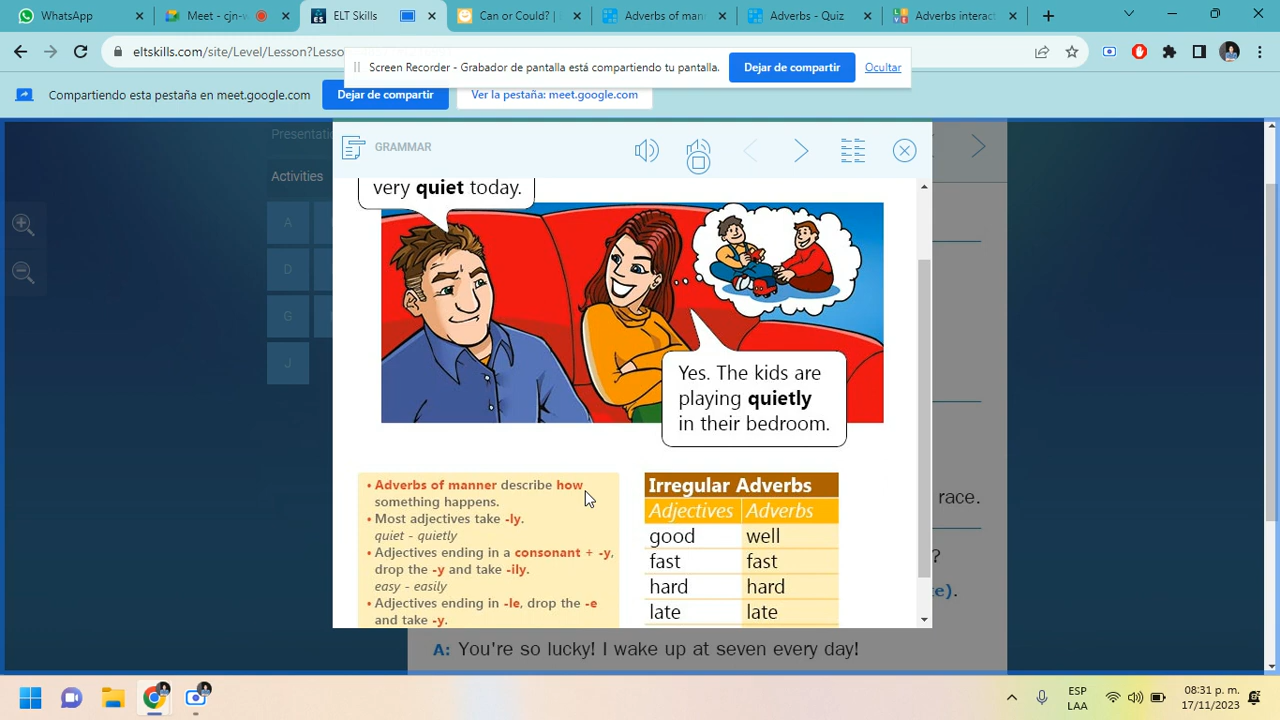 WhatsApp
Meet - cjn-w
ELT Skills
Can or Could? |
Adverbs of man
Adverbs - Quiz
Adverbs interact
eltskills.com/site/Level/Lesson?Lesson
Screen Recorder - Grabador de pantalla está compartiendo tu pantalla.
Dejar de compartir
Ocultar
Compartiendo esta pestaña en meet.google.com
Dejar de compartir
Ver la pestaña: meet.google.com
Presentatio
Activities
A
D
G
J
GRAMMAR
very quiet today.
Yes. The kids are
playing quietly
in their bedroom.
• Adverbs of manner describe how
something happens.
• Most adjectives take -ly.
quiet - quietly
• Adjectives ending in a consonant + -y,
drop the -y and take -ily.
easy - easily
• Adjectives ending in -le, drop the -e
and take -y.
Irregular Adverbs
Adjectives Adverbs
good well
fast fast
hard hard
late late
race.
?
te).
A: You're so lucky! I wake up at seven every day!
ESP
LAA
08:31 p. m.
17/11/2023